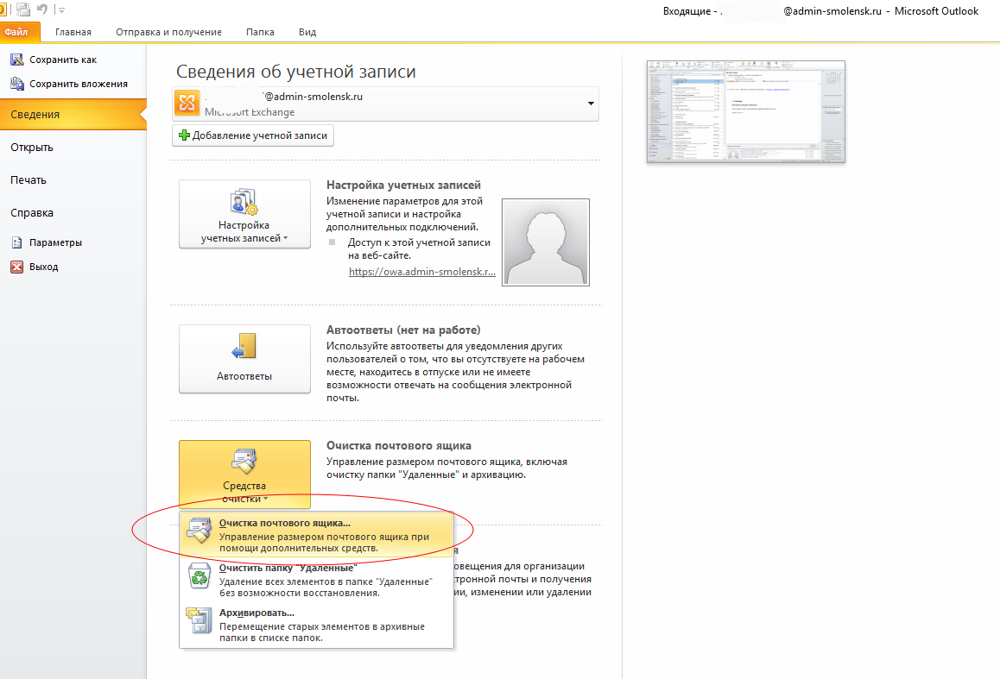 Входящие - @admin-smolensk.ru - Microsoft Outlook
Файл Главная Отправка и получение Папка Вид
Сохранить как
Сохранить вложения
Сведения
Открыть
Печать
Справка
Параметры
Выход
Сведения об учетной записи
@admin-smolensk.ru
Microsoft Exchange
Добавление учетной записи
Настройка
учетных записей
Настройка учетных записей
Изменение параметров для этой
учетной записи и настройка
дополнительных подключений.
Доступ к этой учетной записи
на веб-сайте.
https://owa.admin-smolensk.r...
Автоответы
Автоответы (нет на работе)
Используйте автоответы для уведомления других
пользователей о том, что вы отсутствуете на рабочем
месте, находитесь в отпуске или не имеете
возможности отвечать на сообщения электронной
почты.
Средства
очистки
Очистка почтового ящика
Управление размером почтового ящика, включая
очистку папки "Удаленные" и архивацию.
Очистка почтового ящика...
Управление размером почтового ящика при
помощи дополнительных средств.
Очистить папку "Удаленные"
Удаление всех элементов в папке "Удаленные"
без возможности восстановления.
Архивировать...
Перемещение старых элементов в архивные
папки в списке папок.
я
овещения для организации
тронной почты и получения
ии, изменении или удалении